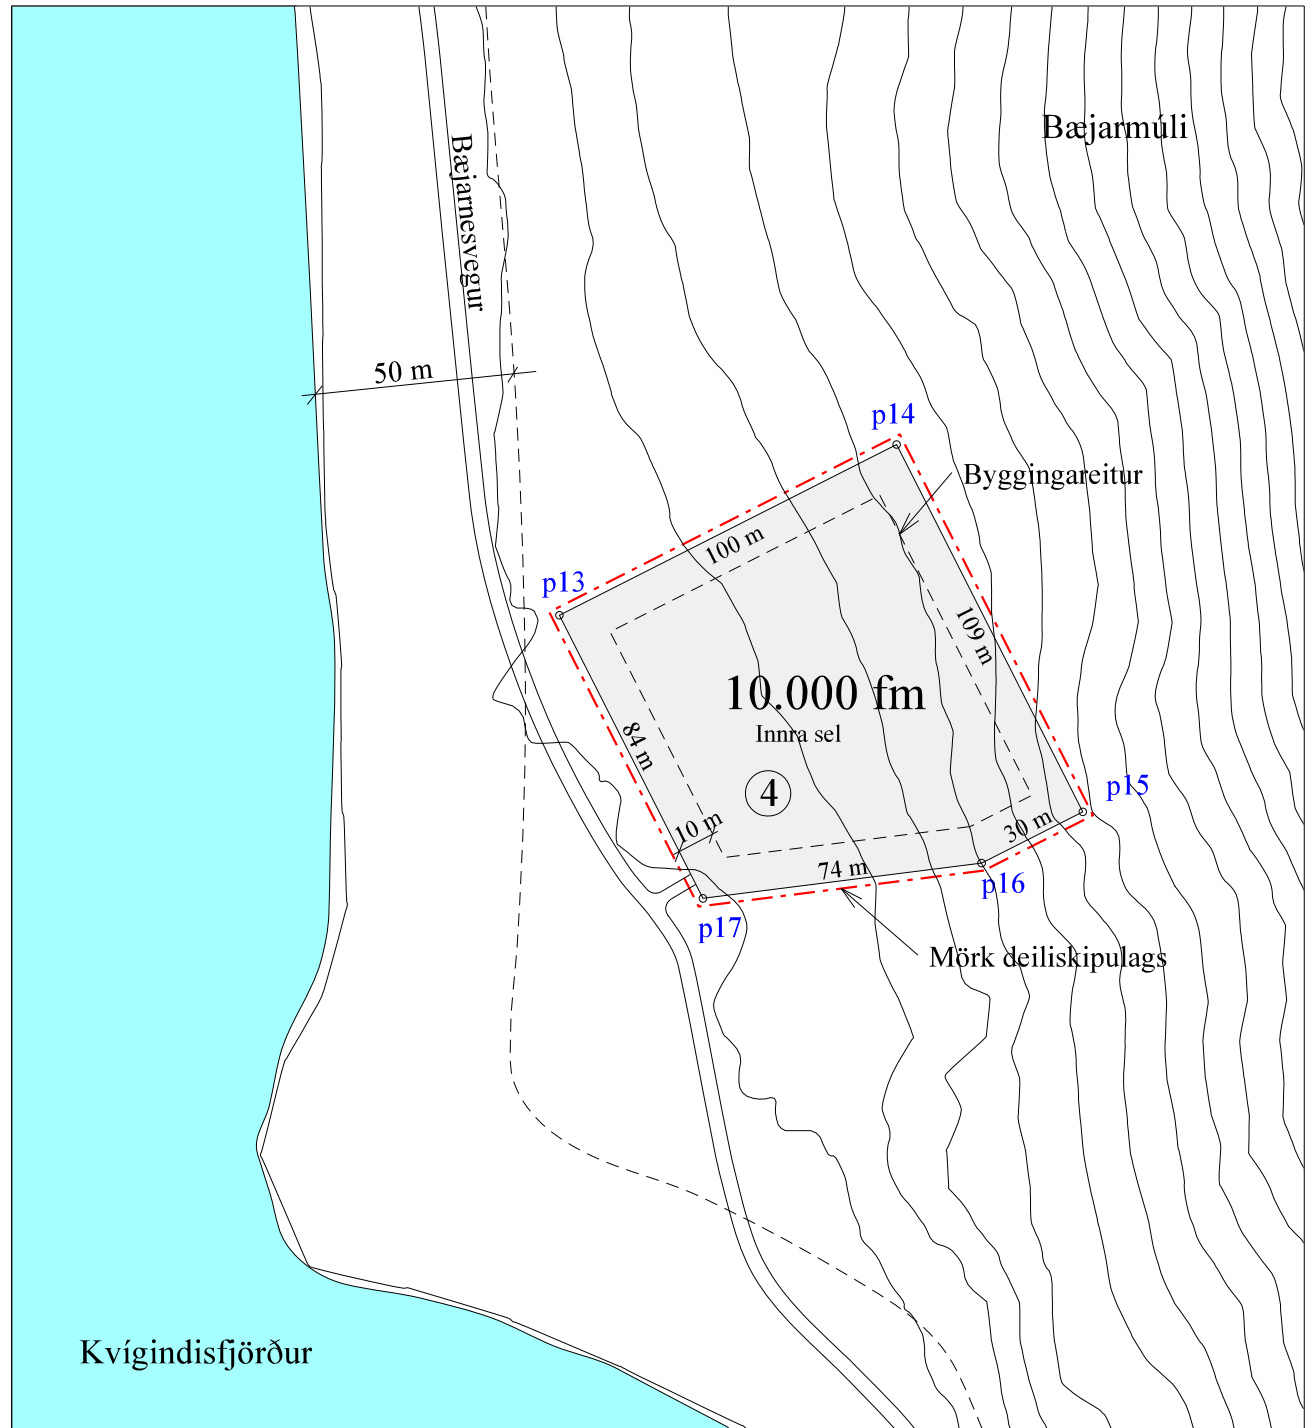 Bæjarmúli
Bæjarnesvegur
50 m
p14
Byggingareitur
100 m
p13
109 m
10.000 fm
Innra sel
84 m
4
p15
10 m
30 m
74 m
p16
p17
Mörk deiliskipulags
Kvígindisfjörður